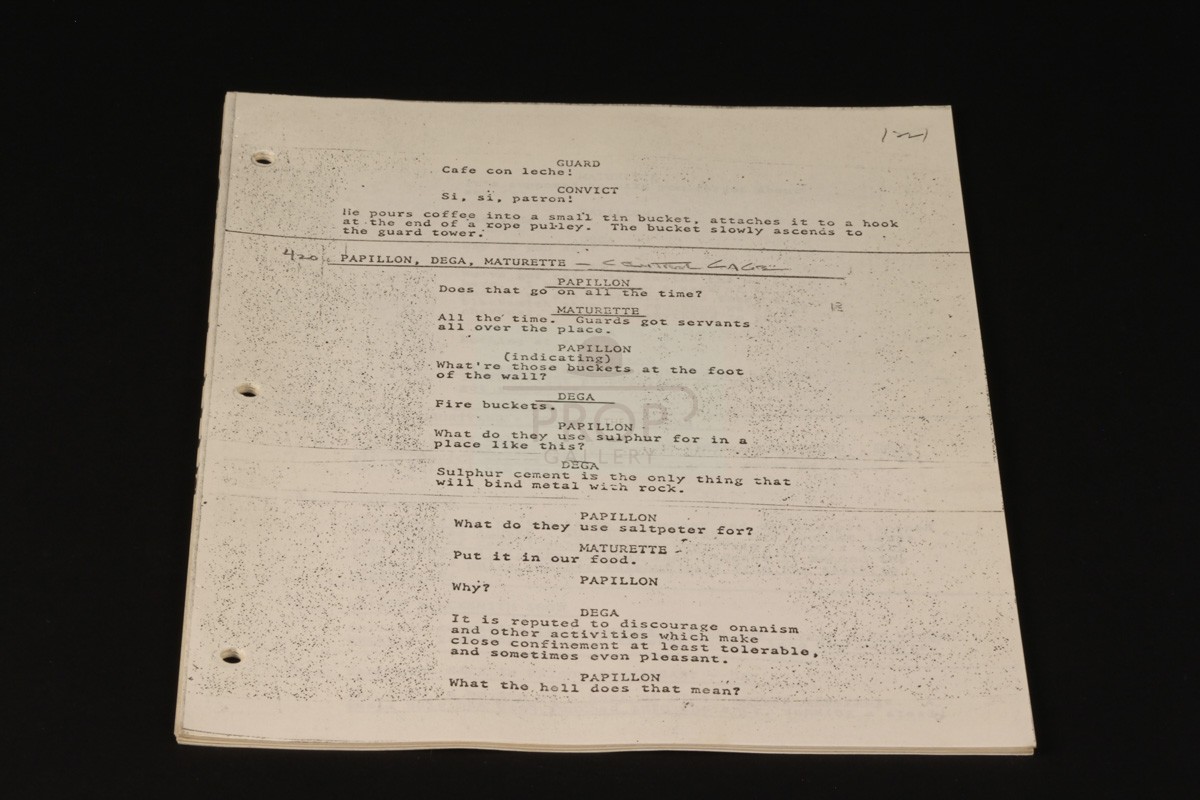 GUARD
Cafe con leche!
CONVICT
Si, si, patron!
He pours coffee into a small tin bucket, attaches it to a hook
at the end of a rope pulley. The bucket slowly ascends to
the guard tower.
420 PAPILLON, DEGA, MATURETTE - CENTRAL CAGE
PAPILLON
Does that go on all the time?
MATURETTE
All the time. Guards got servants
all over the place.
PAPILLON
(indicating)
What're those buckets at the foot
of the wall?
DEGA
Fire buckets.
PROP
PAPILLON
What do they use sulphur for in a
place like this?
GALLERY
DEGA
Sulphur cement is the only thing that
will bind metal with rock.
PAPILLON
What do they use saltpeter for?
MATURETTE
Put it in our food.
PAPILLON
Why?
DEGA
It is reputed to discourage onanism
and other activities which make
close confinement at least tolerable,
and sometimes even pleasant.
PAPILLON
What the hell does that mean?